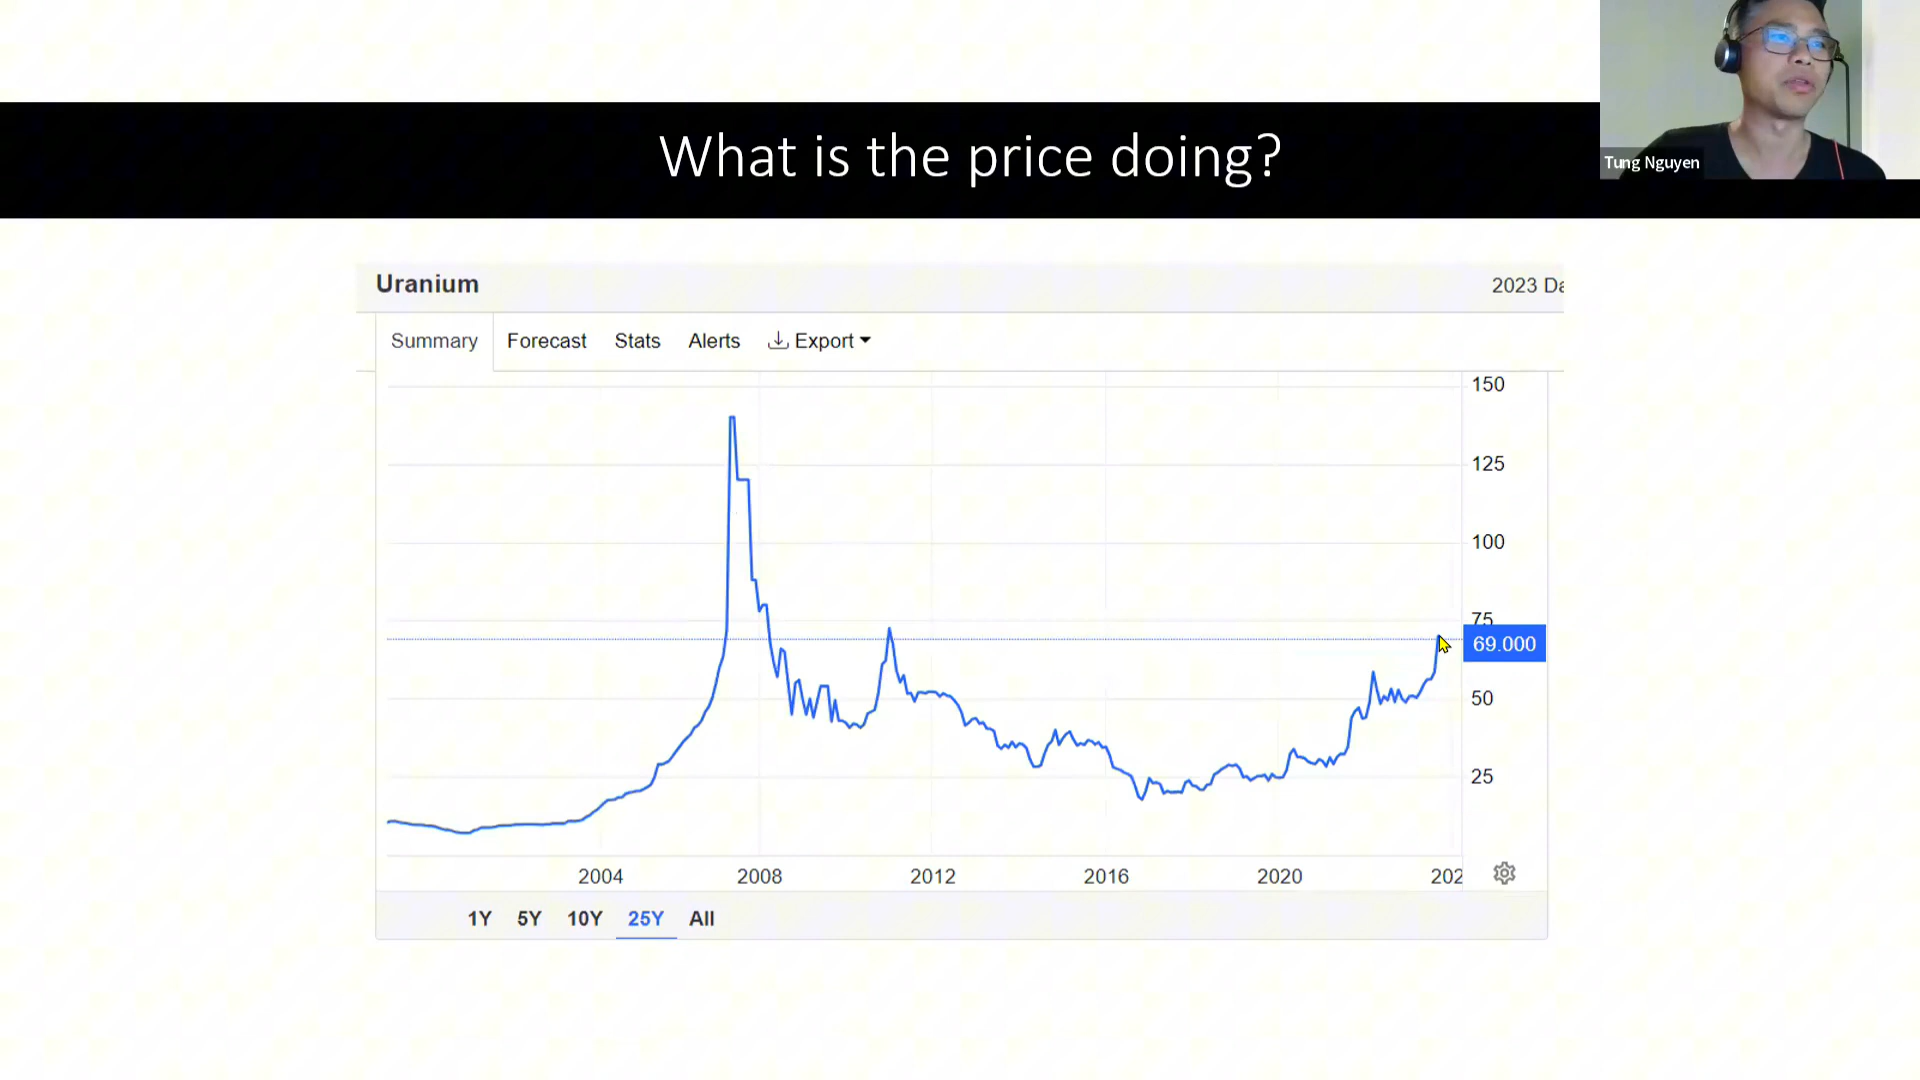 What is the price doing?
Tung Nguyen
Uranium
2023 Da
Summary Forecast Stats Alerts Export
150
125
100
75
69.000
50
25
2004 2008 2012 2016 2020 202
1Y 5Y 10Y 25Y All